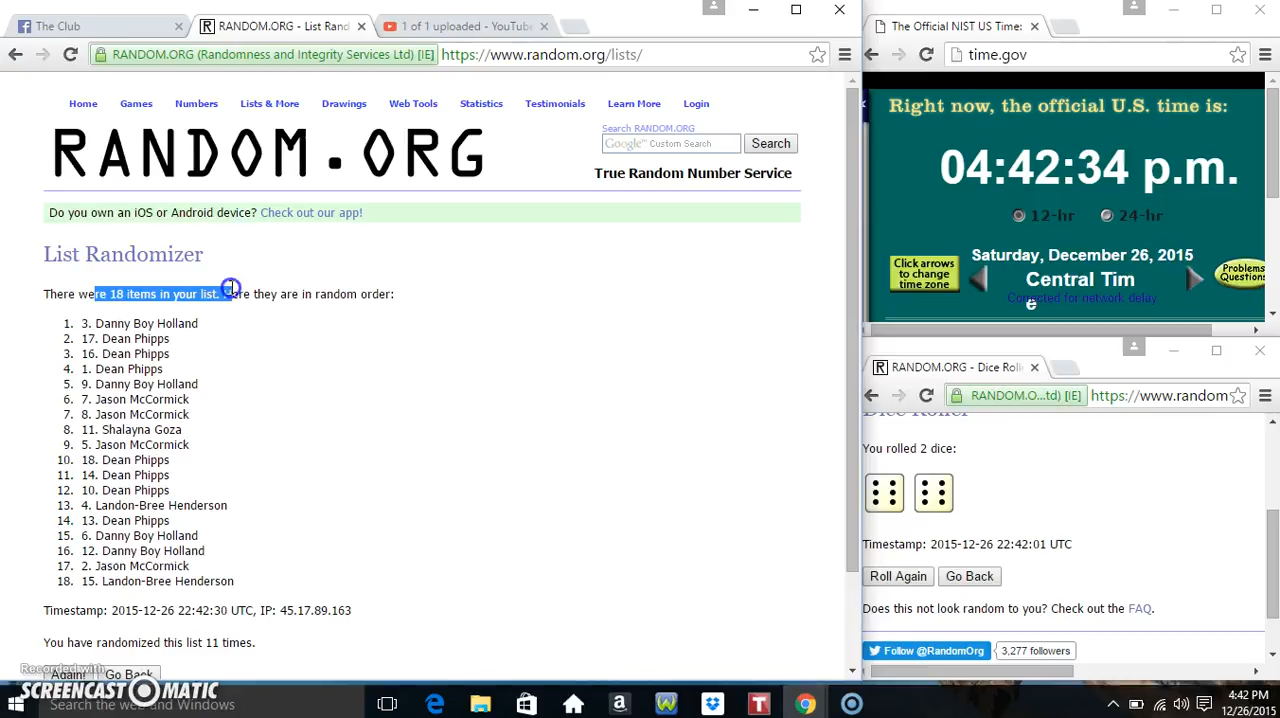 The Club
RANDOM.ORG - List Rand
1 of 1 uploaded - YouTube
RANDOM.ORG (Randomness and Integrity Services Ltd) [IE]
https://www.random.org/lists/
Home Games Numbers Lists & More Drawings Web Tools Statistics Testimonials Learn More Login
RANDOM.ORG
Search RANDOM.ORG
Google™ Custom Search
Search
True Random Number Service
Do you own an iOS or Android device? Check out our app!
List Randomizer
There were 18 items in your list. Here they are in random order:
1. 3. Danny Boy Holland
2. 17. Dean Phipps
3. 16. Dean Phipps
4. 1. Dean Phipps
5. 9. Danny Boy Holland
6. 7. Jason McCormick
7. 8. Jason McCormick
8. 11. Shalayna Goza
9. 5. Jason McCormick
10. 18. Dean Phipps
11. 14. Dean Phipps
12. 10. Dean Phipps
13. 4. Landon-Bree Henderson
14. 13. Dean Phipps
15. 6. Danny Boy Holland
16. 12. Danny Boy Holland
17. 2. Jason McCormick
18. 15. Landon-Bree Henderson
Timestamp: 2015-12-26 22:42:30 UTC, IP: 45.17.89.163
You have randomized this list 11 times.
Again! Go Back
Recorded with
SCREENCAST-O-MATIC
Search the web and Windows
The Official NIST US Time:
time.gov
Right now, the official U.S. time is:
04:42:34 p.m.
12-hr 24-hr
Saturday, December 26, 2015
Click arrows to change time zone
Central Tim
e
Corrected for network delay
Problems
Questions
RANDOM.ORG - Dice Roll
RANDOM.O...td) [IE]
https://www.random
Dice Roller
You rolled 2 dice:
Timestamp: 2015-12-26 22:42:01 UTC
Roll Again Go Back
Does this not look random to you? Check out the FAQ.
Follow @RandomOrg
3,277 followers
4:42 PM
12/26/2015